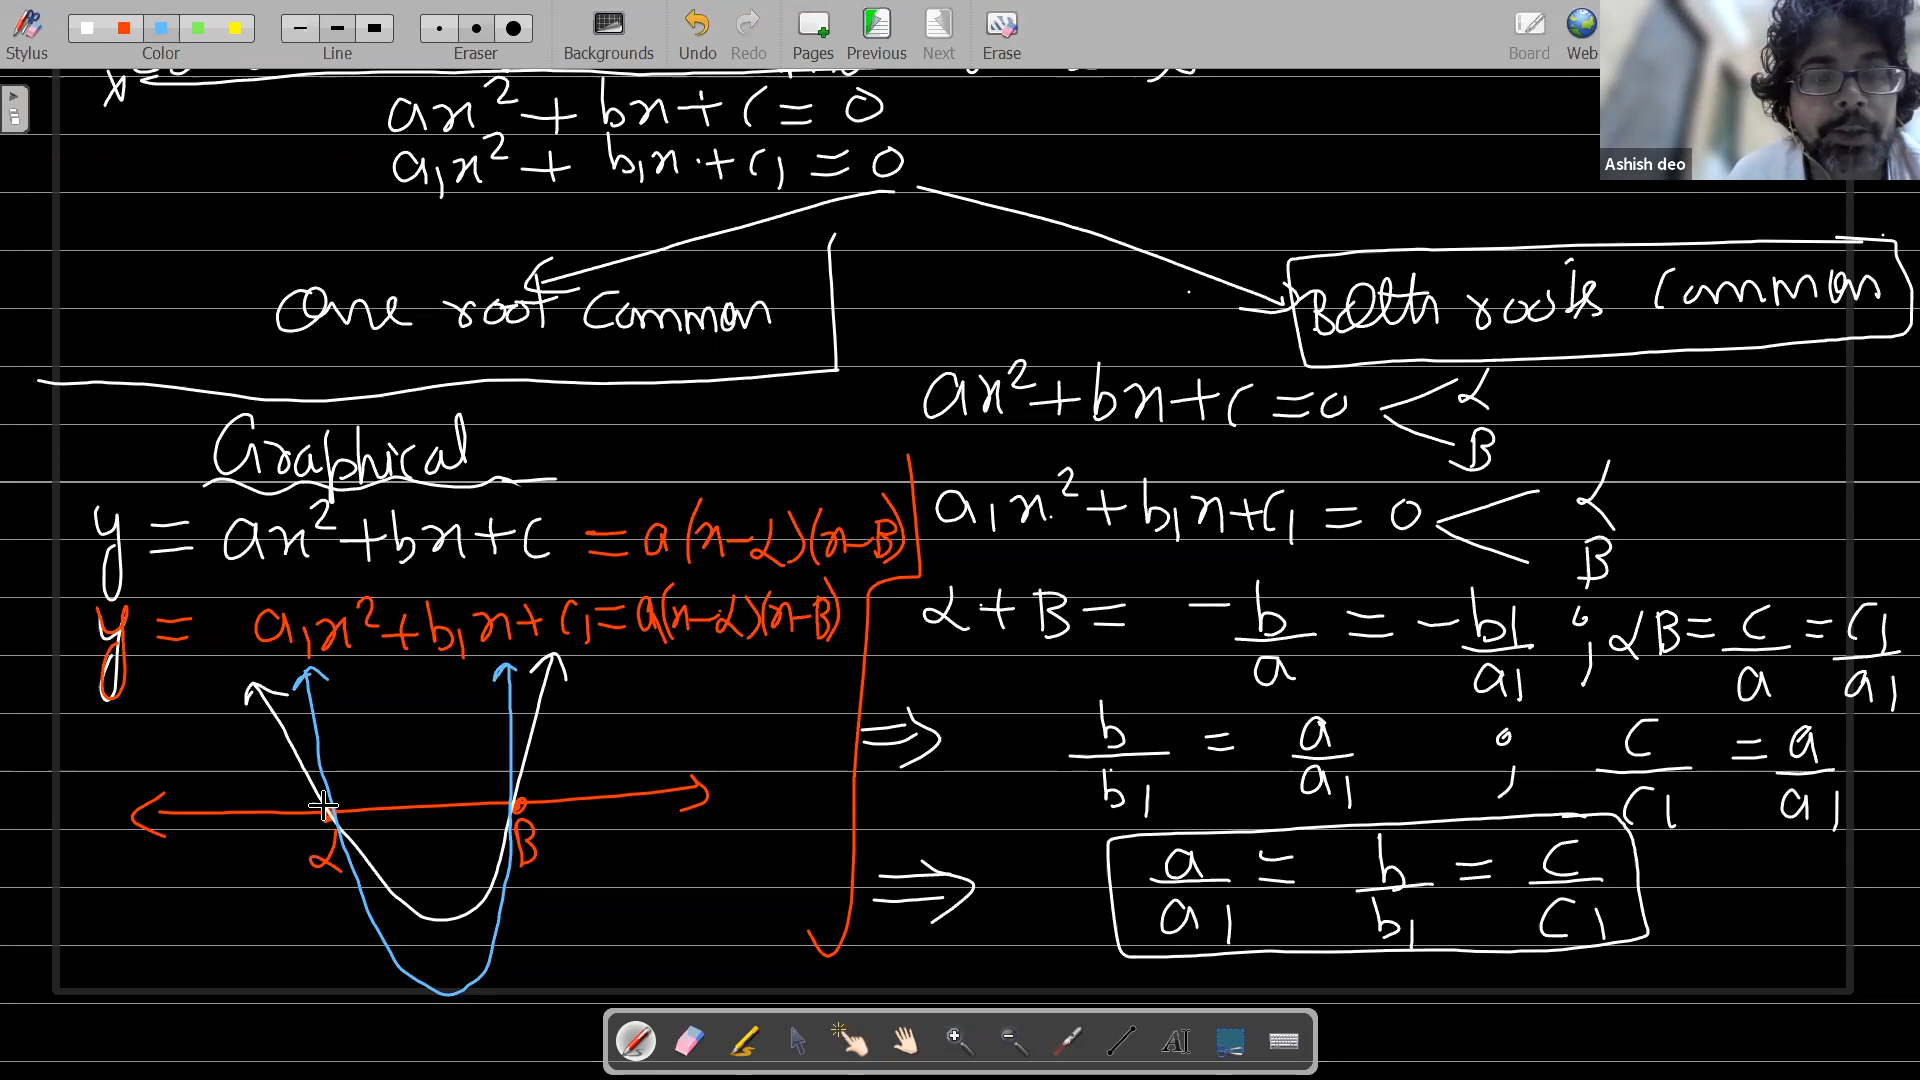 Stylus Color Line Eraser Backgrounds Undo Redo Pages Previous Next Erase Board Web
Ashish deo
ax² + bx + c = 0
a₁x² + b₁x + c₁ = 0
One root common
Both roots common
ax² + bx + c = 0 < α
β
a₁x² + b₁x + c₁ = 0 < α
β
α + β = -b/a = -b₁/a₁ ; αβ = c/a = c₁/a₁
⇒ b/b₁ = a/a₁ ; c/c₁ = a/a₁
⇒ a/a₁ = b/b₁ = c/c₁
Graphical
y = ax² + bx + c = a(x-α)(x-β)
y = a₁x² + b₁x + c₁ = a(x-α)(x-β)
α β